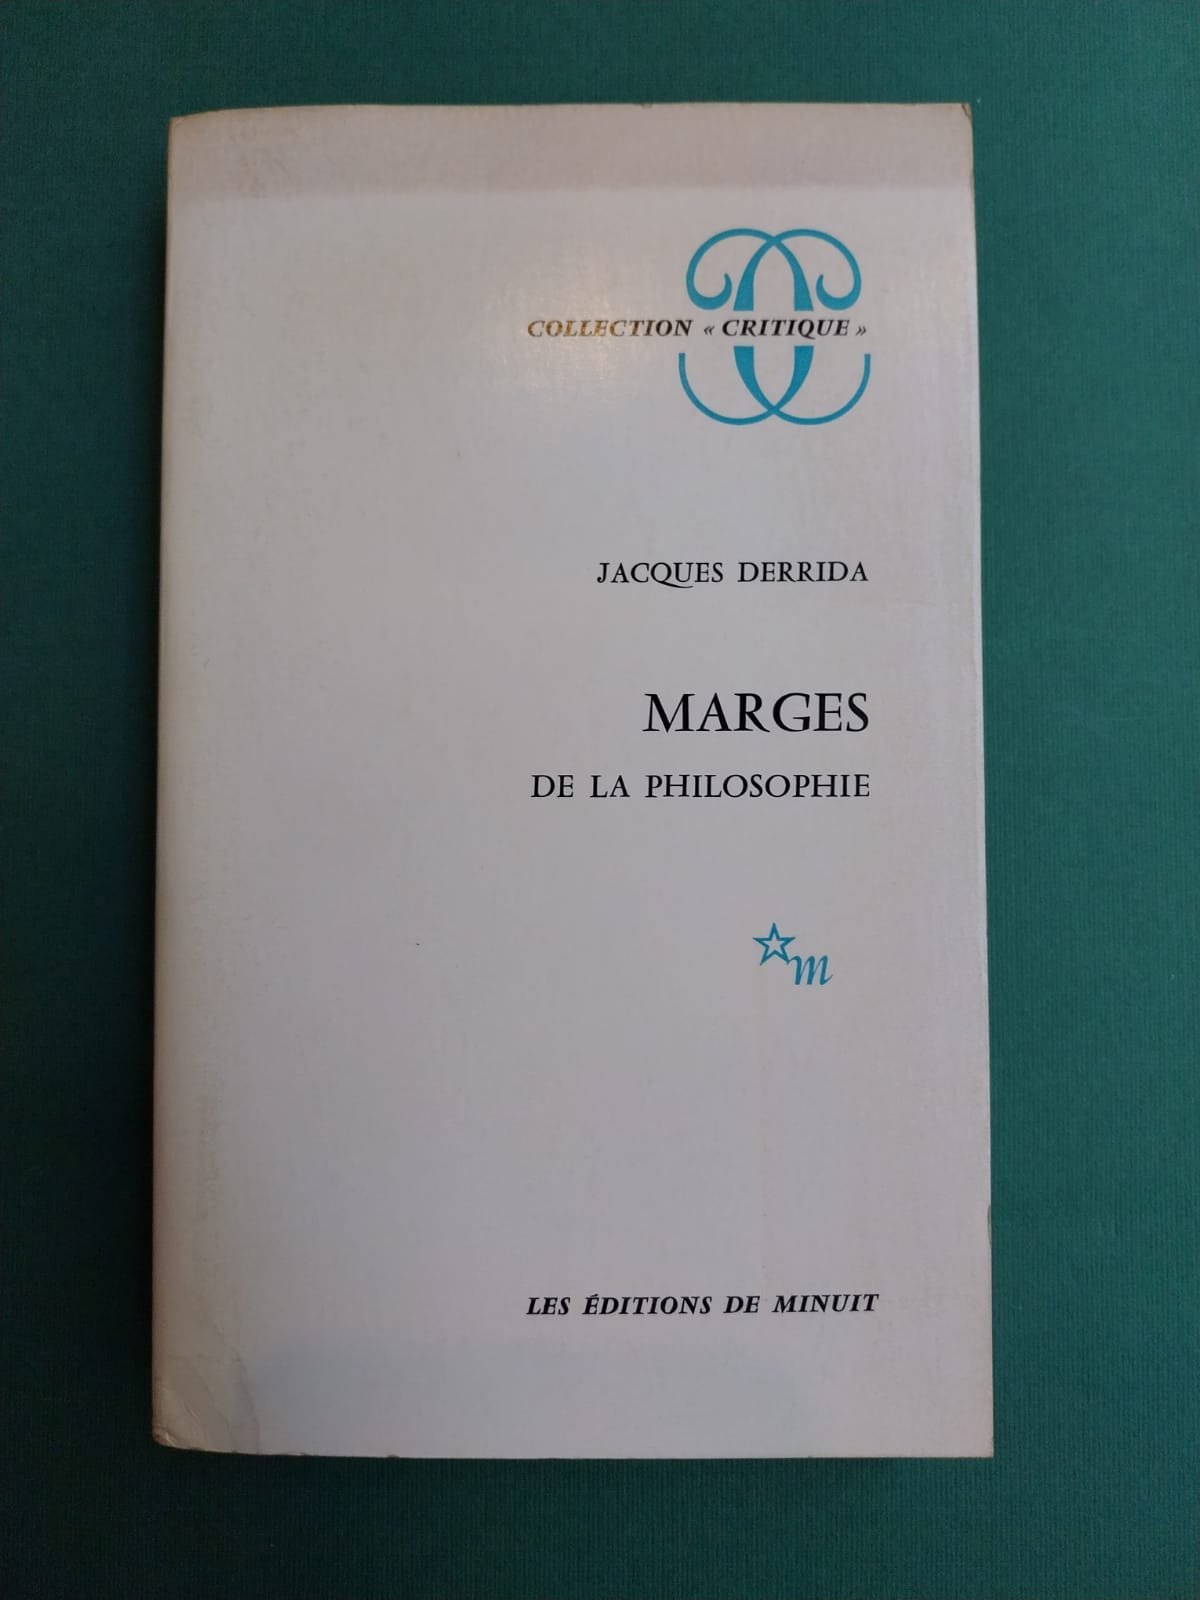 COLLECTION « CRITIQUE »
JACQUES DERRIDA
MARGES
DE LA PHILOSOPHIE
m
LES ÉDITIONS DE MINUIT